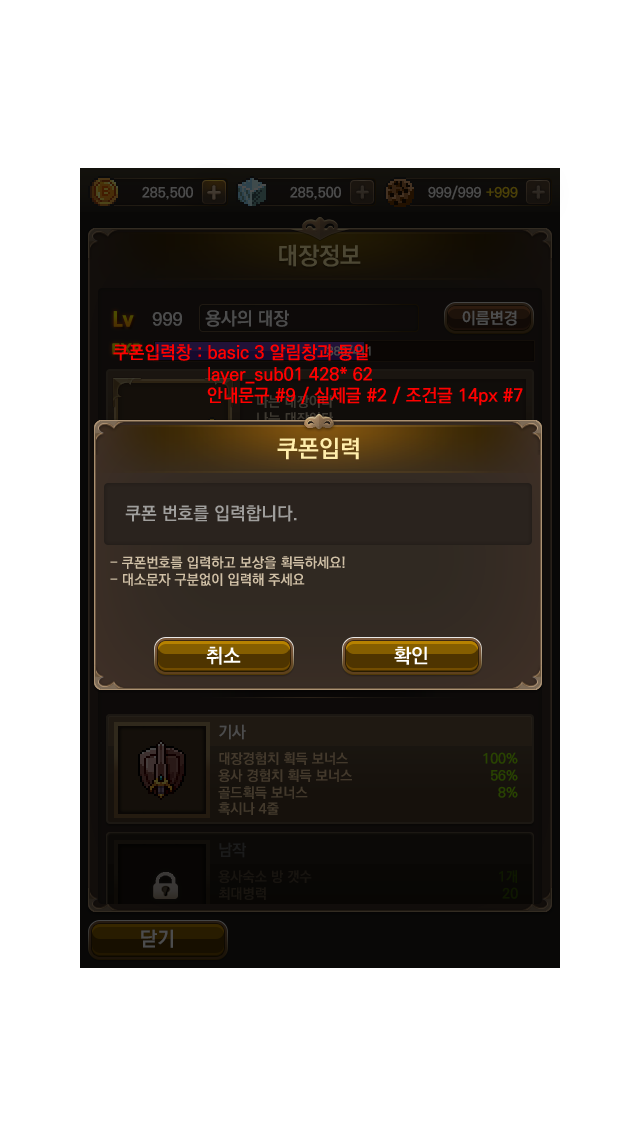 285,500
285,500
999/999 +999
대장정보
Lv 999 용사의 대장 이름변경
쿠폰입력창 : basic 3 알림창과 동일
layer_sub01 428* 62
안내문구 #9 / 실제글 #2 / 조건글 14px #7
쿠폰입력
쿠폰 번호를 입력합니다.
- 쿠폰번호를 입력하고 보상을 획득하세요!
- 대소문자 구분없이 입력해 주세요
취소 확인
기사
대장경험치 획득 보너스 100%
용사 경험치 획득 보너스 56%
골드획득 보너스 8%
혹시나 4줄
남작
용사숙소 방 갯수 1개
최대병력 20
닫기